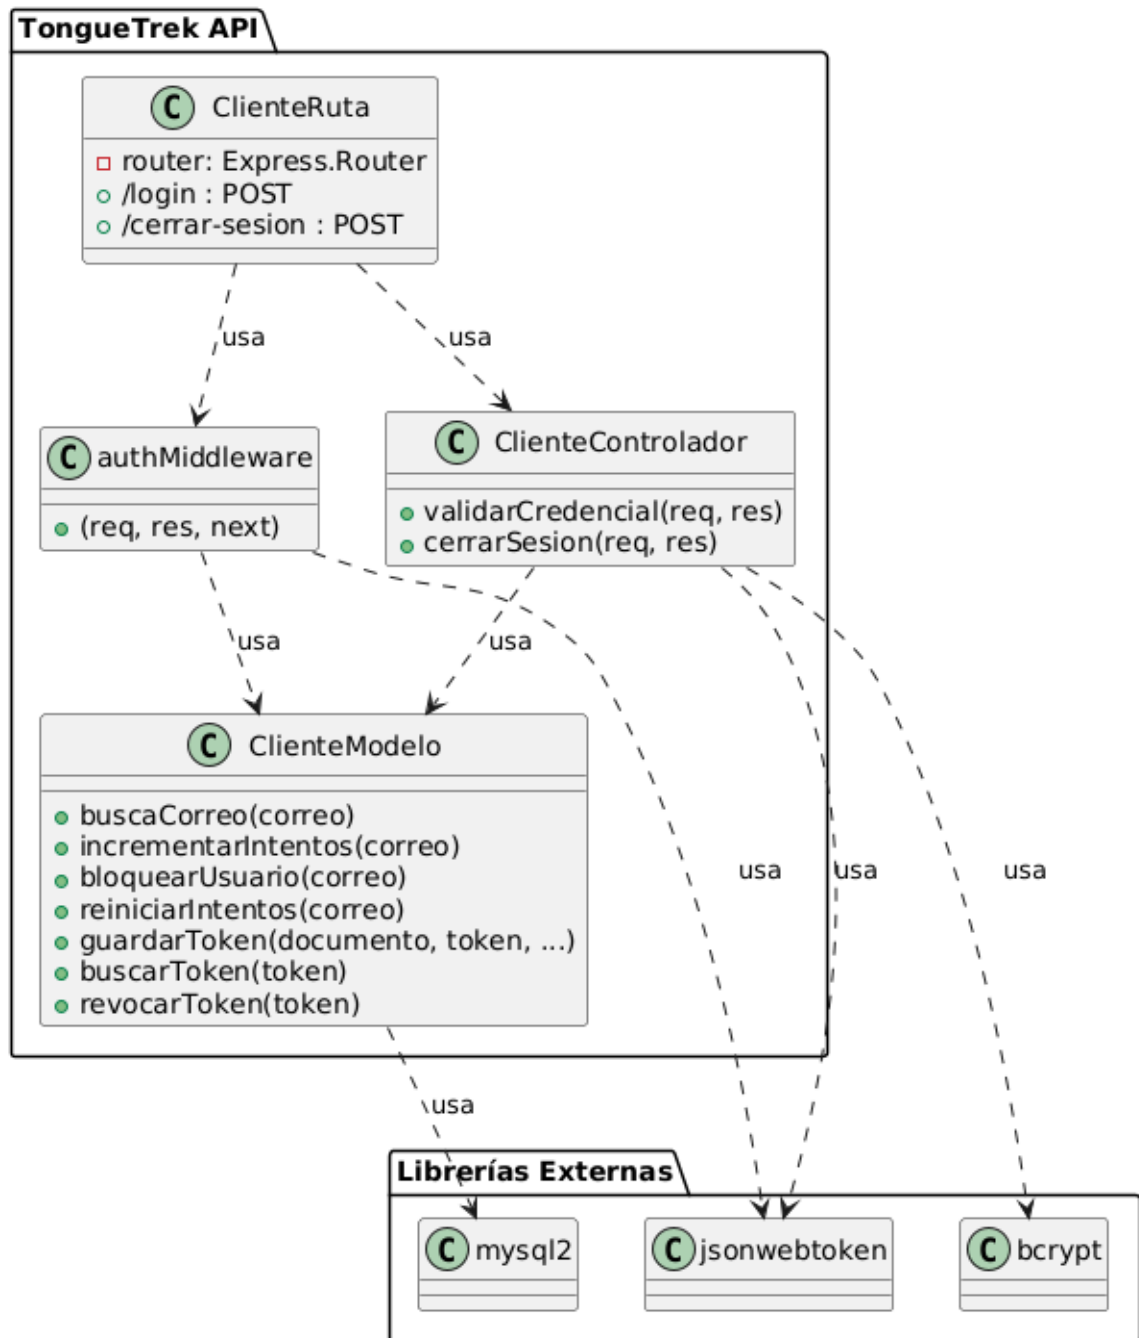 TongueTrek API
C ClienteRuta
router: Express.Router
/login : POST
/cerrar-sesion : POST
usa
usa
C authMiddleware
(req, res, next)
C ClienteControlador
validarCredencial(req, res)
cerrarSesion(req, res)
usa
usa
C ClienteModelo
buscaCorreo(correo)
incrementarIntentos(correo)
bloquearUsuario(correo)
reiniciarIntentos(correo)
guardarToken(documento, token, ...)
buscarToken(token)
revocarToken(token)
usa
usa
usa
usa
Librerías Externas
C mysql2
C jsonwebtoken
C bcrypt